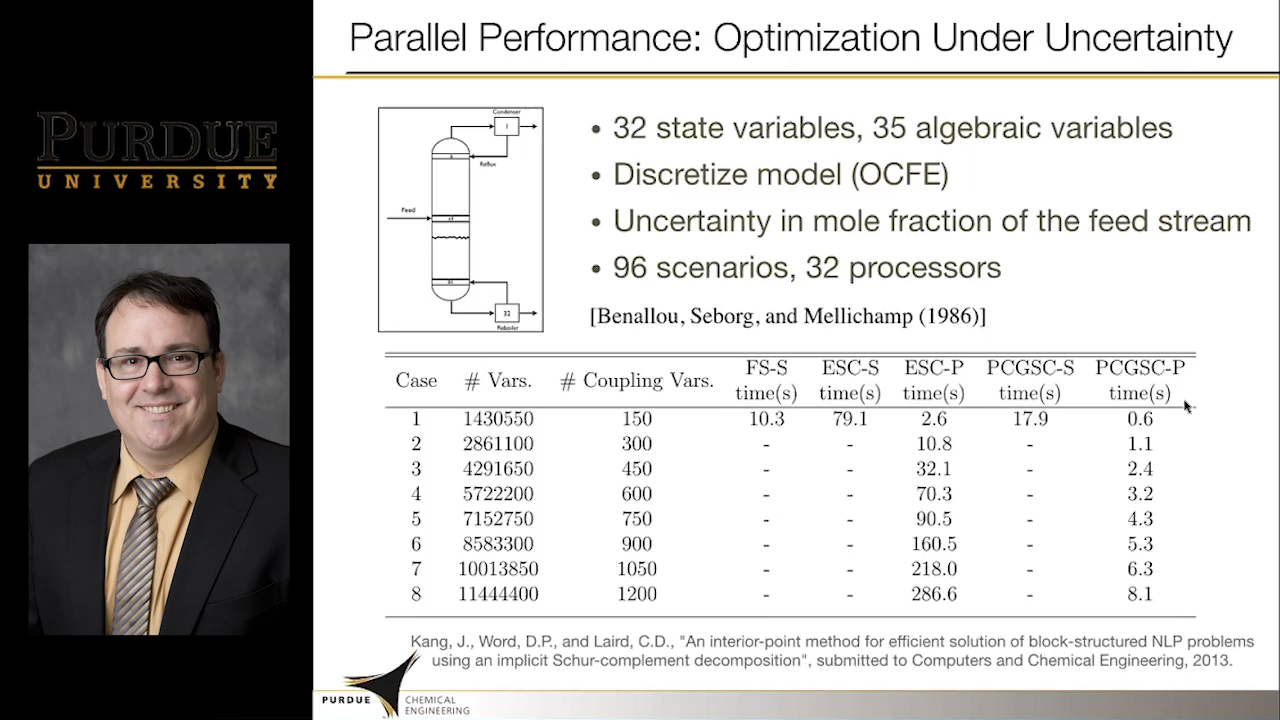 Parallel Performance: Optimization Under Uncertainty
PURDUE
UNIVERSITY
Condenser
1
Reflux
Feed
32
Reboiler
• 32 state variables, 35 algebraic variables
• Discretize model (OCFE)
• Uncertainty in mole fraction of the feed stream
• 96 scenarios, 32 processors
[Benallou, Seborg, and Mellichamp (1986)]
Case # Vars. # Coupling Vars. FS-S time(s) ESC-S time(s) ESC-P time(s) PCGSC-S time(s) PCGSC-P time(s)
1 1430550 150 10.3 79.1 2.6 17.9 0.6
2 2861100 300 - - 10.8 - 1.1
3 4291650 450 - - 32.1 - 2.4
4 5722200 600 - - 70.3 - 3.2
5 7152750 750 - - 90.5 - 4.3
6 8583300 900 - - 160.5 - 5.3
7 10013850 1050 - - 218.0 - 6.3
8 11444400 1200 - - 286.6 - 8.1
Kang, J., Word, D.P., and Laird, C.D., "An interior-point method for efficient solution of block-structured NLP problems
using an implicit Schur-complement decomposition", submitted to Computers and Chemical Engineering, 2013.
PURDUE
CHEMICAL
ENGINEERING